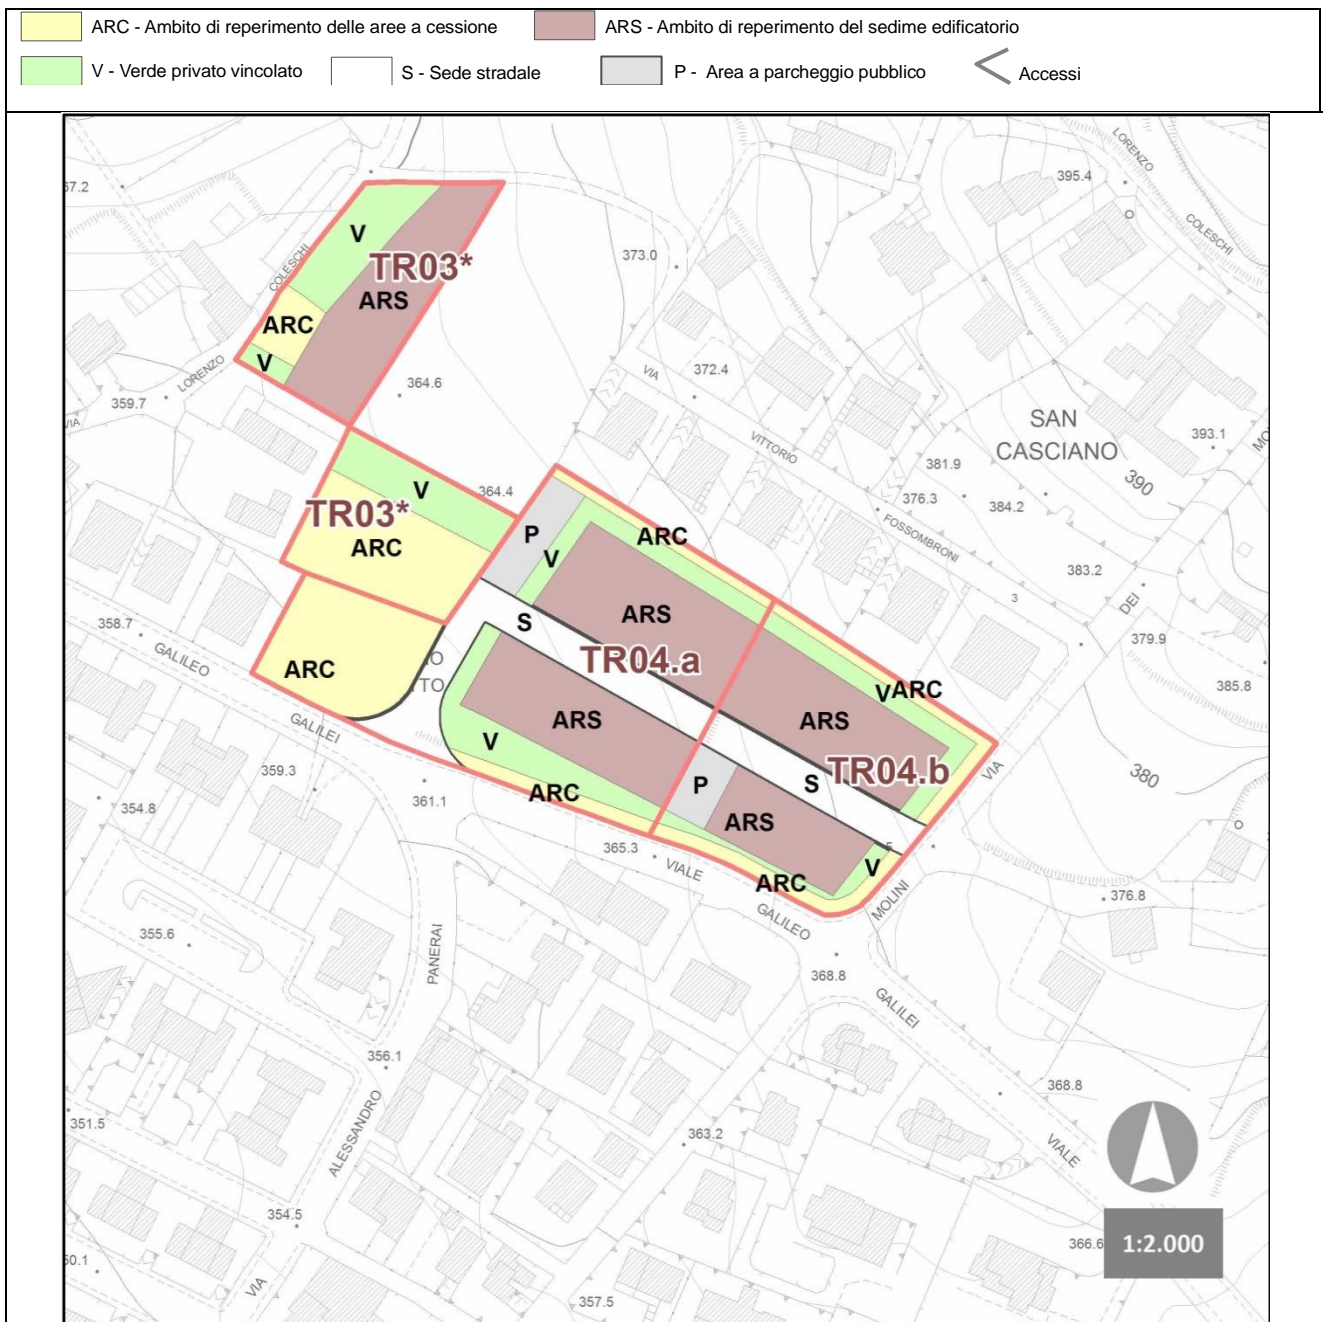 ARC - Ambito di reperimento delle aree a cessione
ARS - Ambito di reperimento del sedime edificatorio
V - Verde privato vincolato
S - Sede stradale
P - Area a parcheggio pubblico
Accessi
LORENZO
395.4
COLESCHI
373.0
V
COLESCHI
TR03*
ARS
ARC
V
LORENZO
359.7
VIA
364.6
VIA
372.4
SAN
CASCIANO
393.1
VITTORIO
381.9
390
376.3
384.2
364.4
V
TR03*
ARC
P
V
ARC
FOSSOMBRONI
383.2
3
DEI
ARS
358.7
S
379.9
GALILEO
TR04.a
ARC
385.8
V
ARC
GALILEI
ARS
ARS
V
VIA
380
359.3
TR04.b
S
P
354.8
361.1
ARC
ARS
365.3
VIALE
V
ARC
MOLINI
376.8
GALILEO
355.6
PANERAI
368.8
GALILEI
356.1
368.8
351.5
ALESSANDRO
363.2
VIALE
354.5
366.6
1:2.000
VIA
357.5